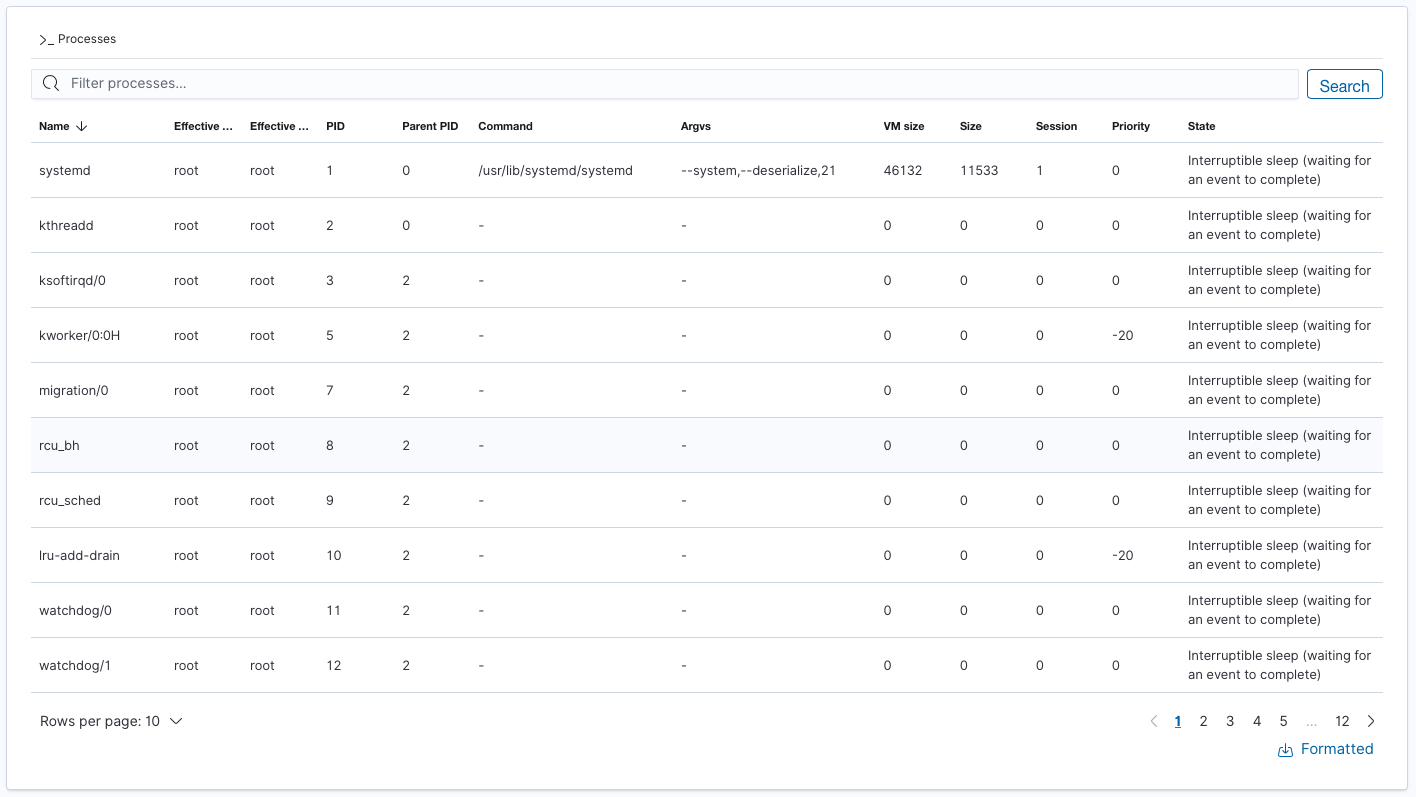 >_ Processes
Filter processes...
Search
Name Effective ... Effective ... PID Parent PID Command Argvs VM size Size Session Priority State
systemd root root 1 0 /usr/lib/systemd/systemd --system,--deserialize,21 46132 11533 1 0 Interruptible sleep (waiting for
an event to complete)
kthreadd root root 2 0 - - 0 0 0 0 Interruptible sleep (waiting for
an event to complete)
ksoftirqd/0 root root 3 2 - - 0 0 0 0 Interruptible sleep (waiting for
an event to complete)
kworker/0:0H root root 5 2 - - 0 0 0 -20 Interruptible sleep (waiting for
an event to complete)
migration/0 root root 7 2 - - 0 0 0 0 Interruptible sleep (waiting for
an event to complete)
rcu_bh root root 8 2 - - 0 0 0 0 Interruptible sleep (waiting for
an event to complete)
rcu_sched root root 9 2 - - 0 0 0 0 Interruptible sleep (waiting for
an event to complete)
lru-add-drain root root 10 2 - - 0 0 0 -20 Interruptible sleep (waiting for
an event to complete)
watchdog/0 root root 11 2 - - 0 0 0 0 Interruptible sleep (waiting for
an event to complete)
watchdog/1 root root 12 2 - - 0 0 0 0 Interruptible sleep (waiting for
an event to complete)
Rows per page: 10 1 2 3 4 5 ... 12
Formatted